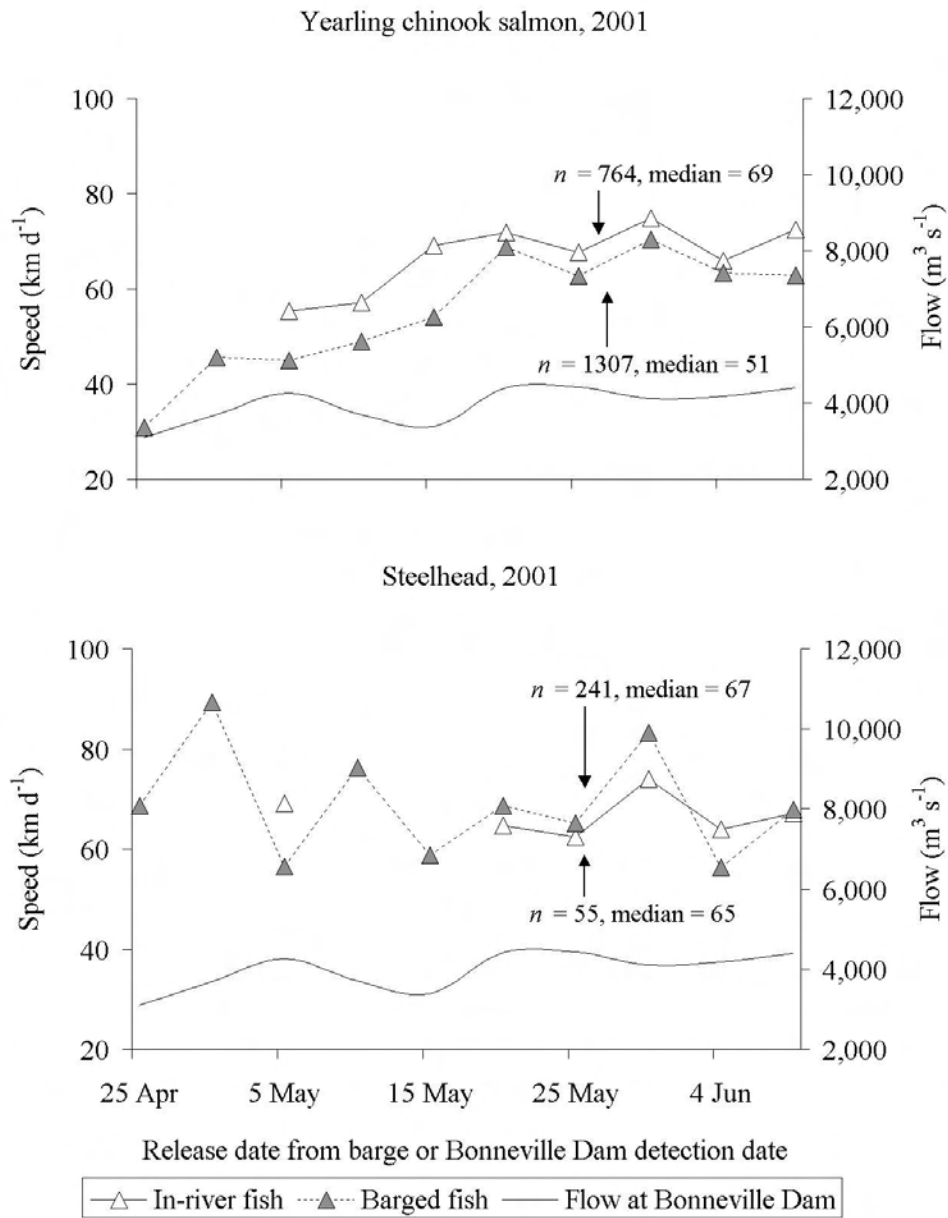 Yearling chinook salmon, 2001
100
80
60
40
20
Speed (km d-1)
12,000
10,000
8,000
6,000
4,000
2,000
Flow (m3 s-1)
n = 764, median = 69
n = 1307, median = 51
Steelhead, 2001
100
80
60
40
20
Speed (km d-1)
12,000
10,000
8,000
6,000
4,000
2,000
Flow (m3 s-1)
n = 241, median = 67
n = 55, median = 65
25 Apr 5 May 15 May 25 May 4 Jun
Release date from barge or Bonneville Dam detection date
In-river fish Barged fish Flow at Bonneville Dam